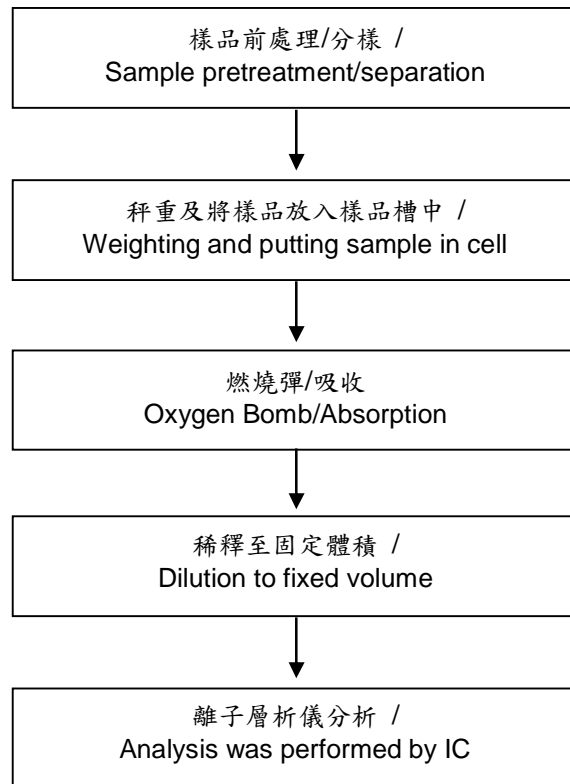 樣品前處理/分樣 /
Sample pretreatment/separation
秤重及將樣品放入樣品槽中 /
Weighting and putting sample in cell
燃燒彈/吸收
Oxygen Bomb/Absorption
稀釋至固定體積 /
Dilution to fixed volume
離子層析儀分析 /
Analysis was performed by IC